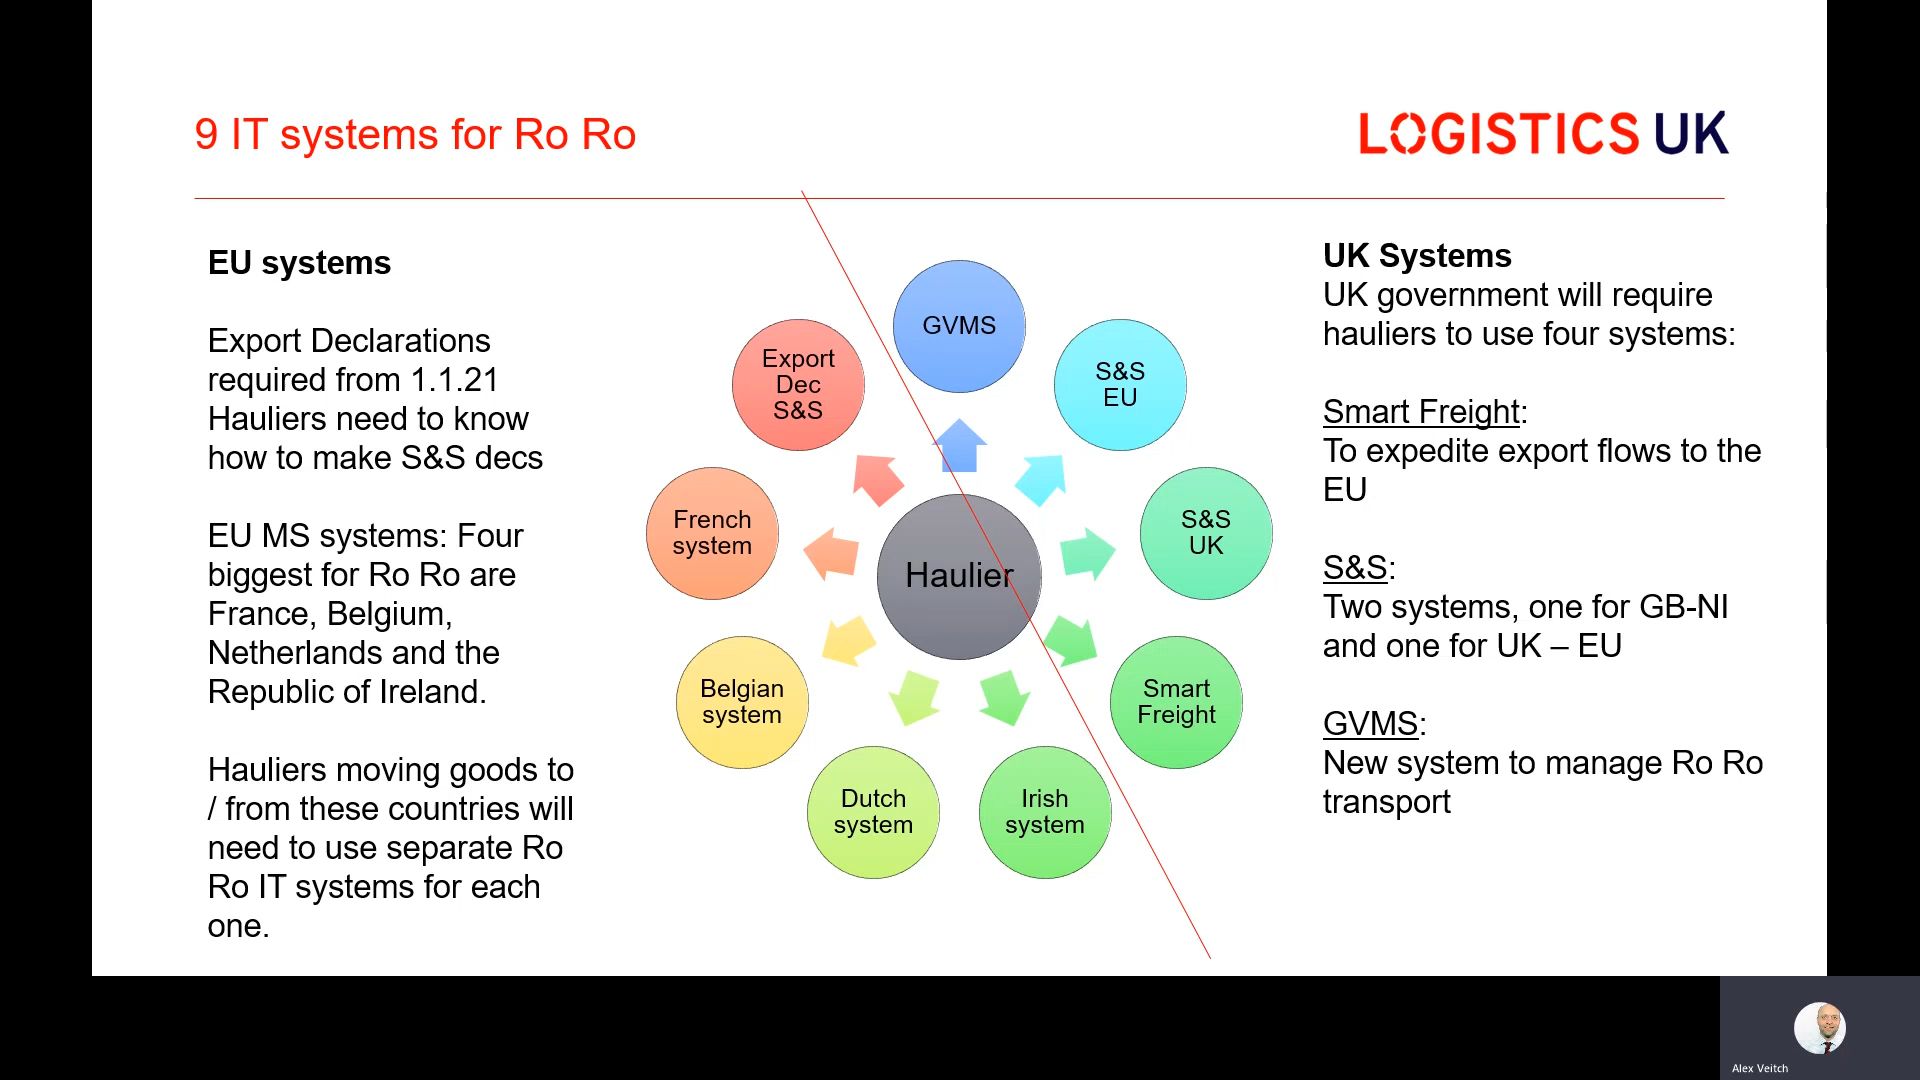 9 IT systems for Ro Ro
LOGISTICS UK
EU systems
Export Declarations
required from 1.1.21
Hauliers need to know
how to make S&S decs
EU MS systems: Four
biggest for Ro Ro are
France, Belgium,
Netherlands and the
Republic of Ireland.
Hauliers moving goods to
/ from these countries will
need to use separate Ro
Ro IT systems for each
one.
GVMS
S&S
EU
S&S
UK
Smart
Freight
Irish
system
Dutch
system
Belgian
system
French
system
Export
Dec
S&S
Haulier
UK Systems
UK government will require
hauliers to use four systems:
Smart Freight:
To expedite export flows to the
EU
S&S:
Two systems, one for GB-NI
and one for UK – EU
GVMS:
New system to manage Ro Ro
transport
Alex Veitch